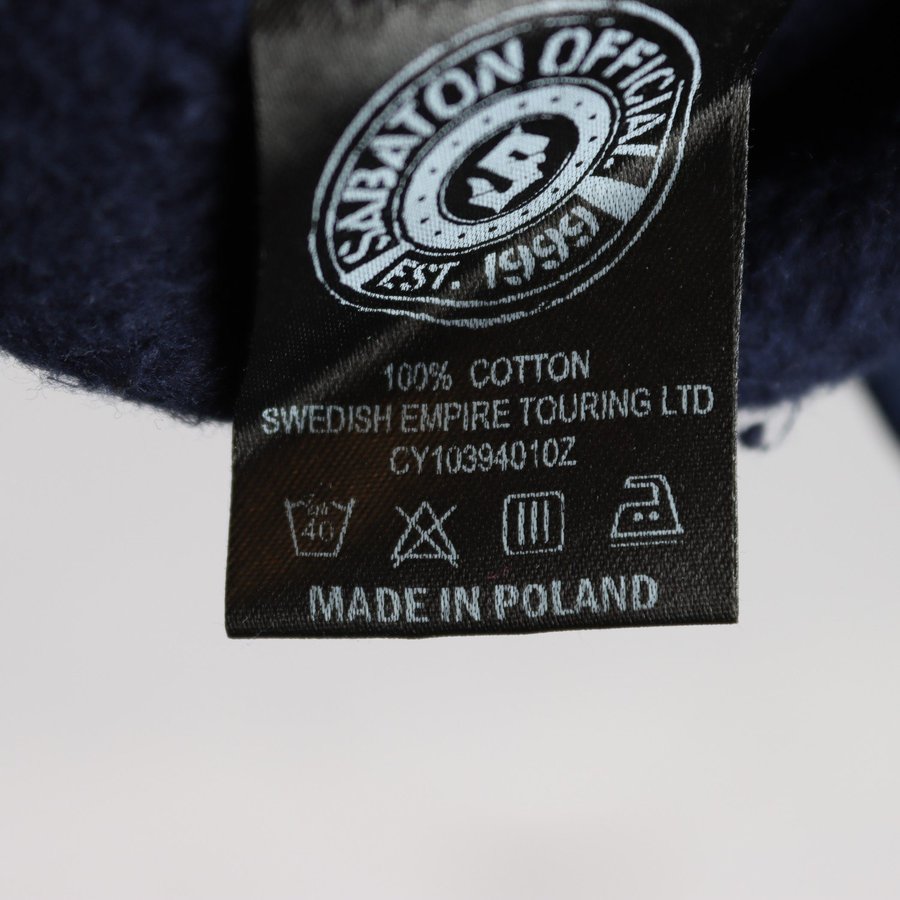 SABATON OFFICIAL
EST. 1999
100% COTTON
SWEDISH EMPIRE TOURING LTD
CY10394010Z
40
MADE IN POLAND